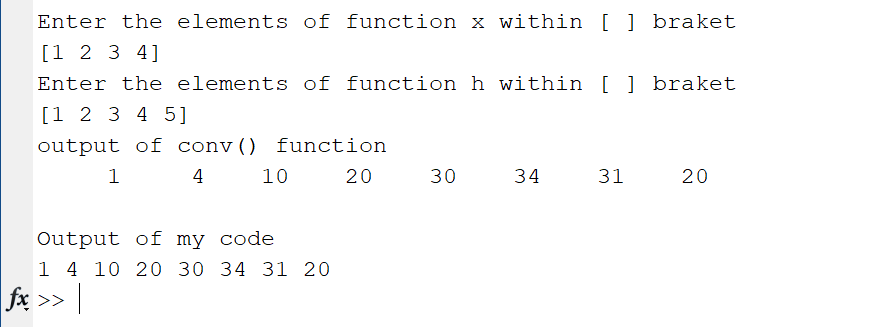 Enter the elements of function x within [ ] braket
[1 2 3 4]
Enter the elements of function h within [ ] braket
[1 2 3 4 5]
output of conv() function
1 4 10 20 30 34 31 20
Output of my code
1 4 10 20 30 34 31 20
fx >>